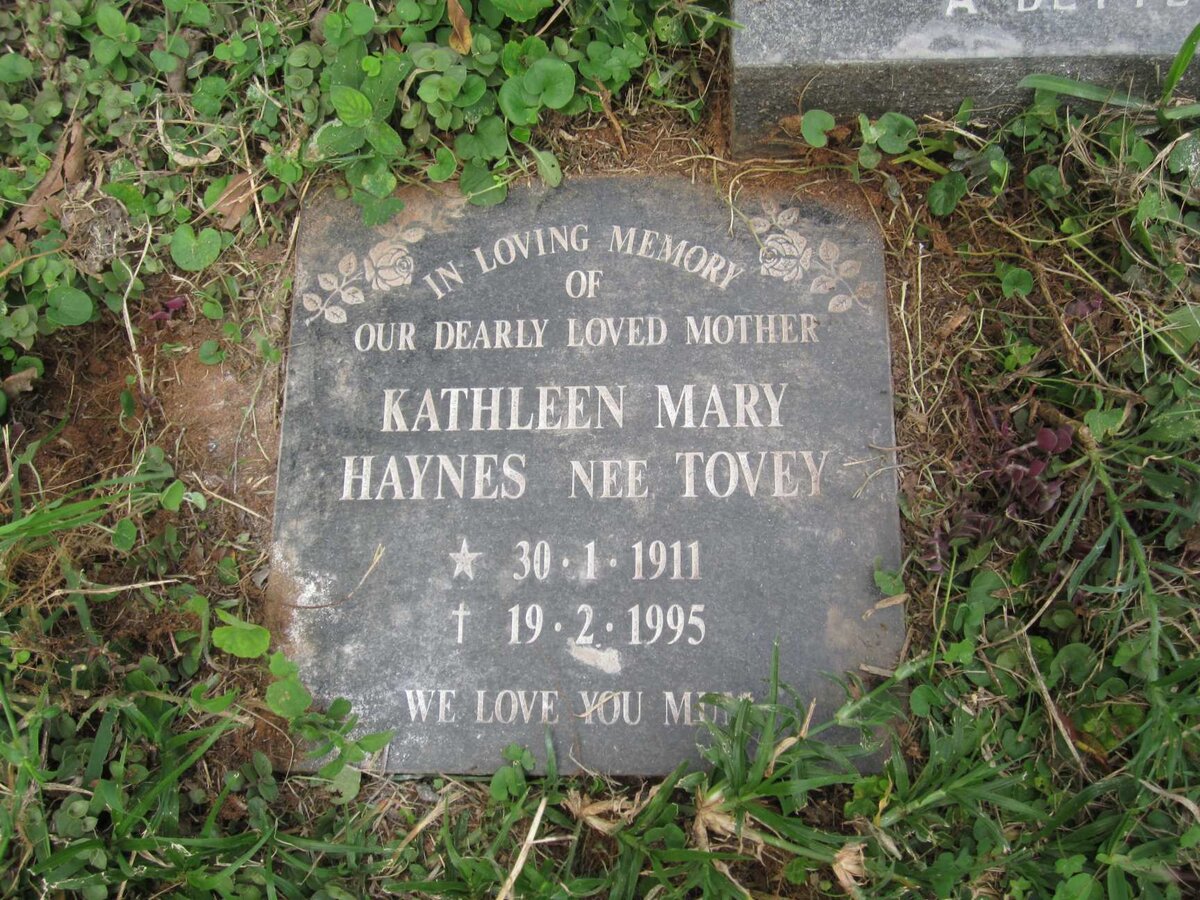 A
IN LOVING MEMORY
OF
OUR DEARLY LOVED MOTHER
KATHLEEN MARY
HAYNES NEE TOVEY
★ 30·1·1911
† 19·2·1995
WE LOVE YOU